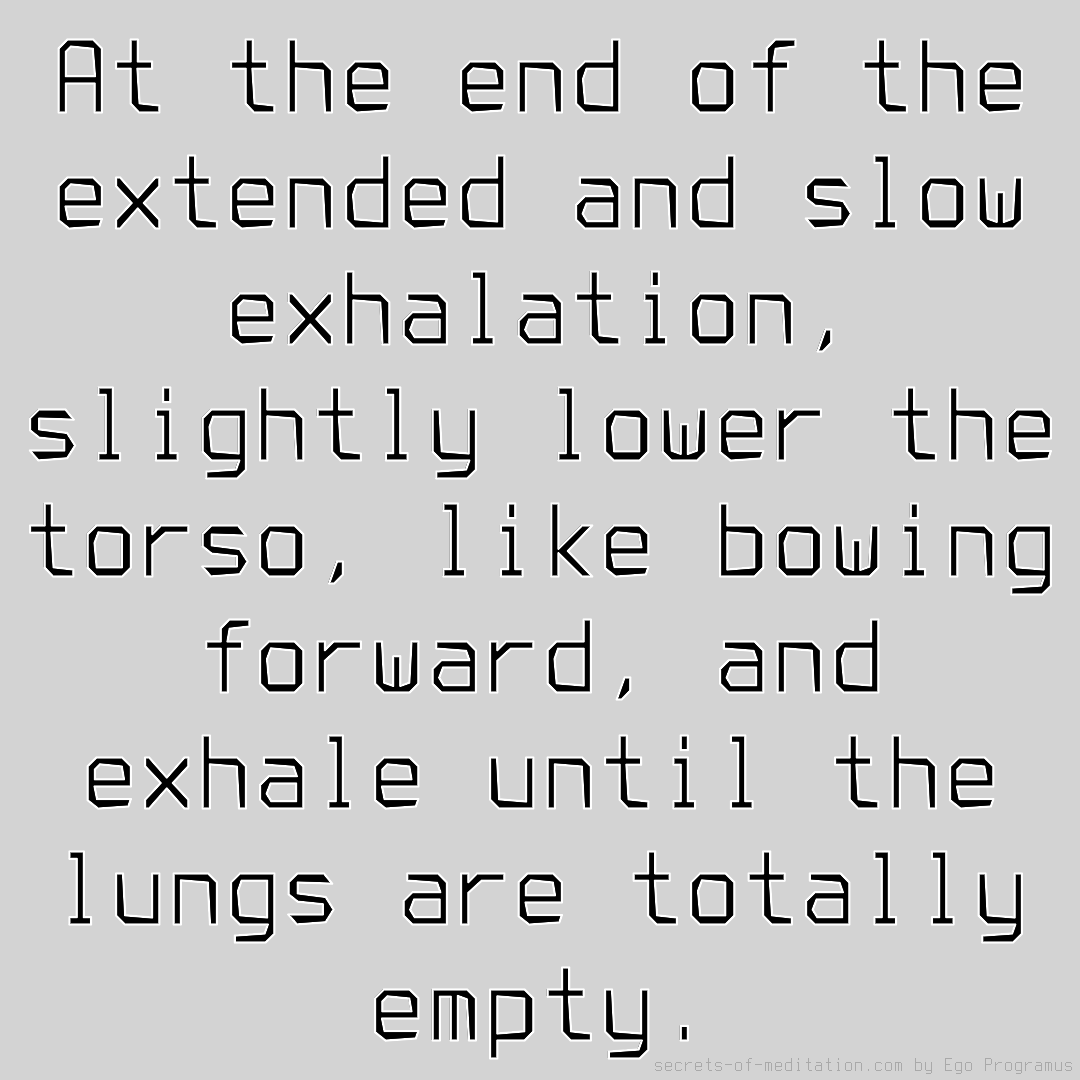 At the end of the
extended and slow
exhalation,
slightly lower the
torso, like bowing
forward, and
exhale until the
lungs are totally
empty.
secrets-of-meditation.com by Ego Programus